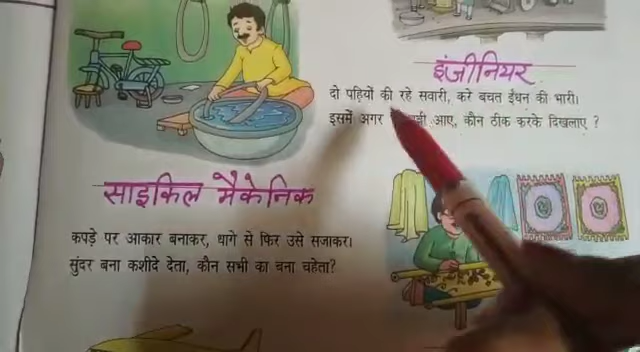 इंजीनियर
दो पहियों की रहे सवारी, करे बचत ईंधन की भारी।
इसमें अगर आए, कौन ठीक करके दिखलाए ?
साइकिल मैकेनिक
कपड़े पर आकार बनाकर, धागे से फिर उसे सजाकर।
सुंदर बना कशीदे देता, कौन सभी का बना चहेता?